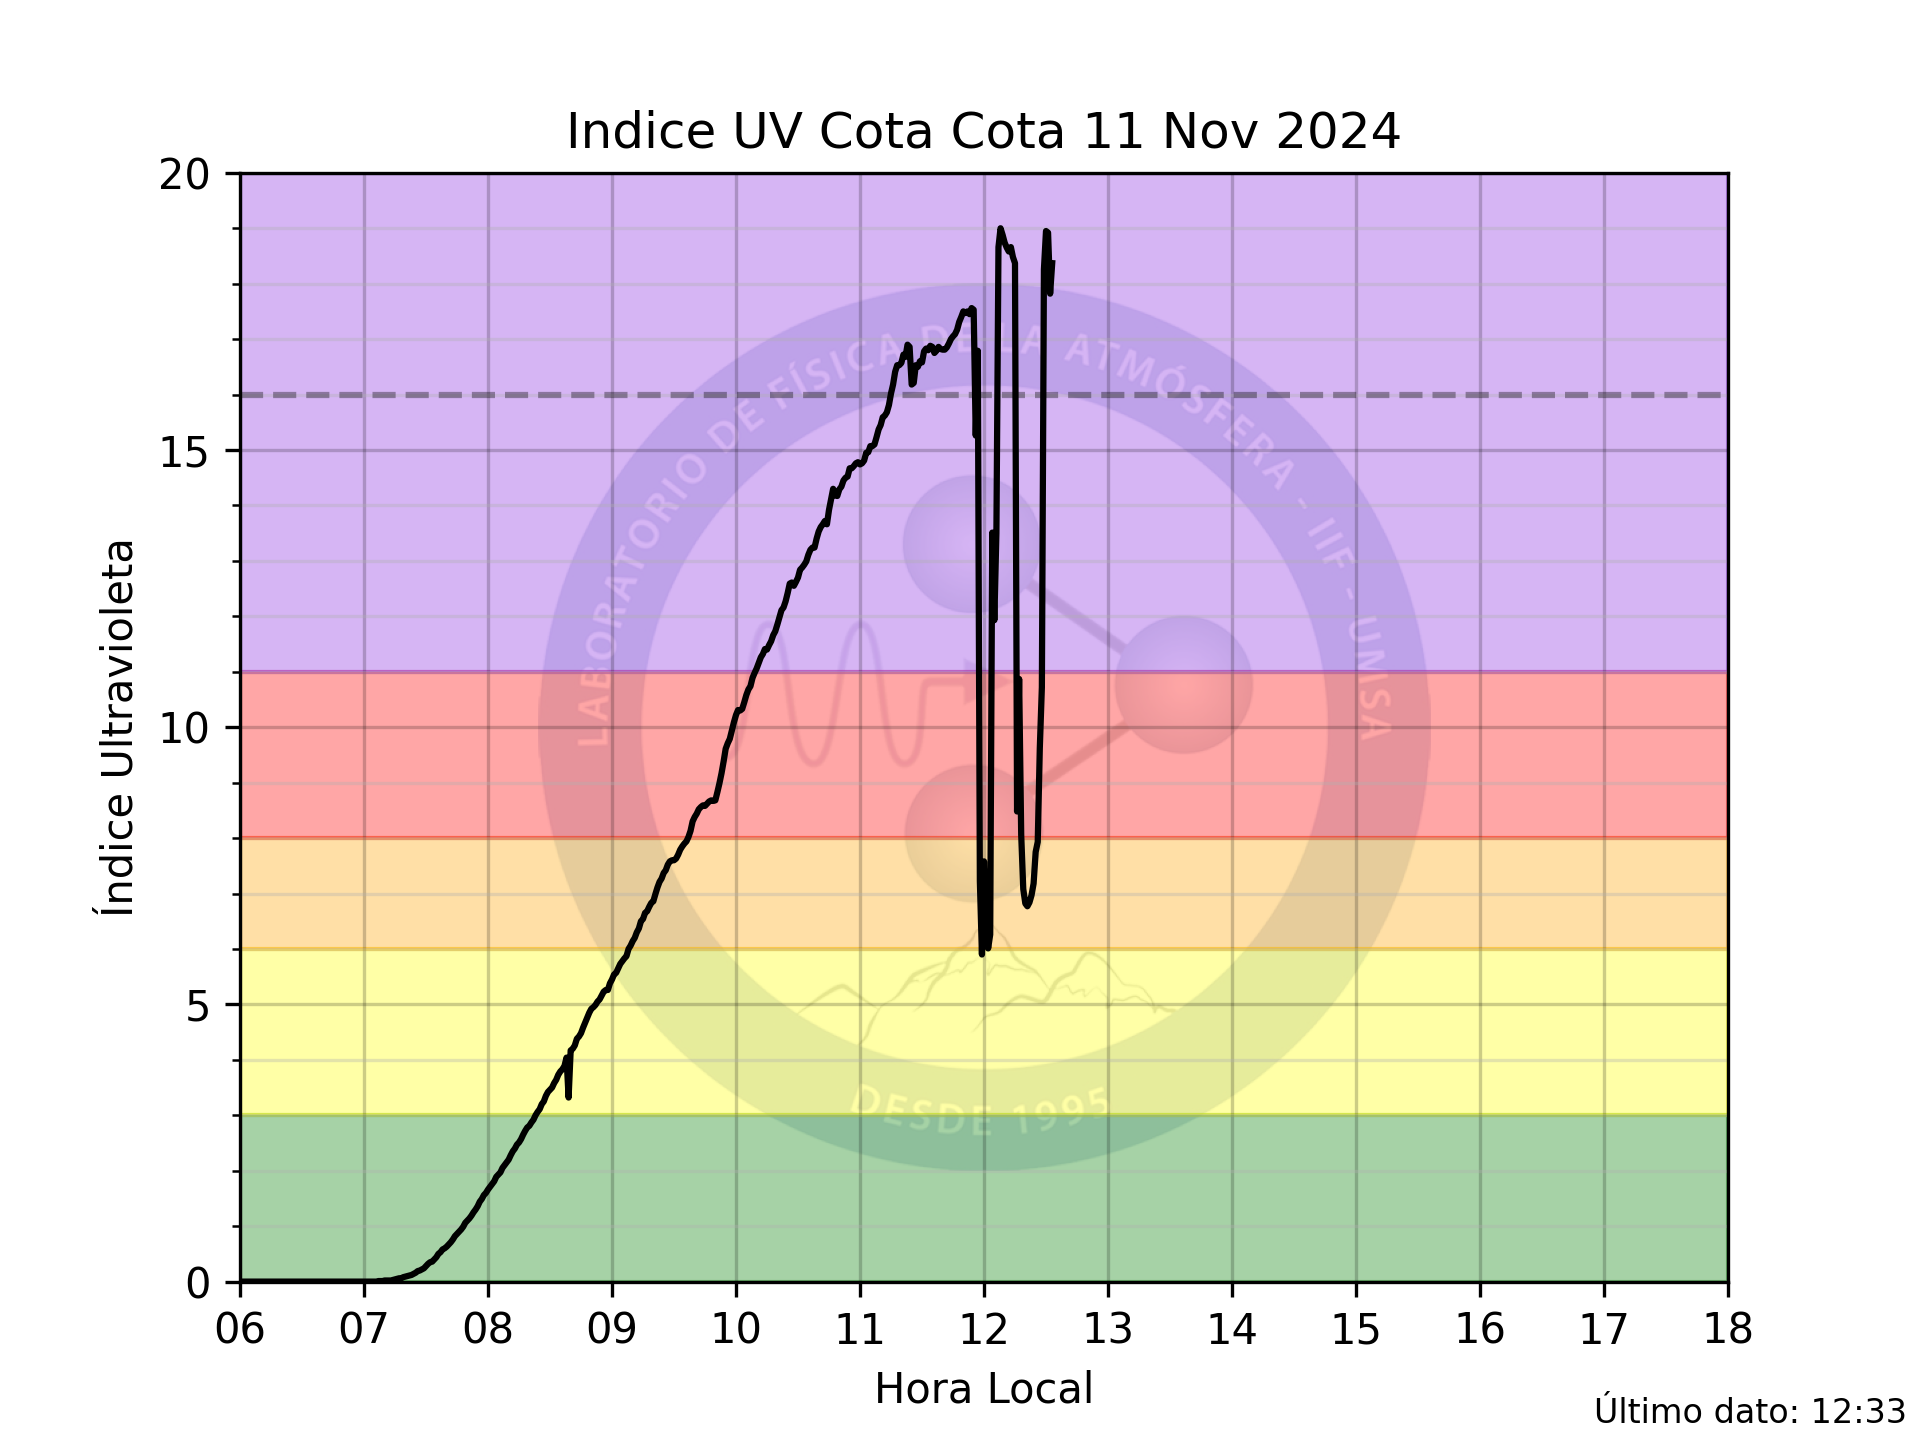 Indice UV Cota Cota 11 Nov 2024
20
15
10
5
0
Índice Ultravioleta
LABORATORIO DE FÍSICA DE LA ATMÓSFERA - IIF - UMSA
DESDE 1995
06 07 08 09 10 11 12 13 14 15 16 17 18
Hora Local
Último dato: 12:33